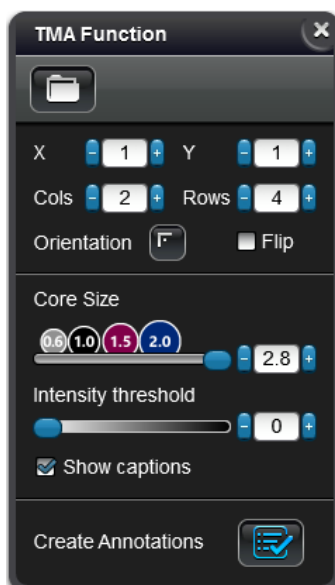 TMA Function
X - 1 + Y - 1 +
Cols - 2 + Rows - 4 +
Orientation Flip
Core Size
0.6 1.0 1.5 2.0
- 2.8 +
Intensity threshold
- 0 +
Show captions
Create Annotations